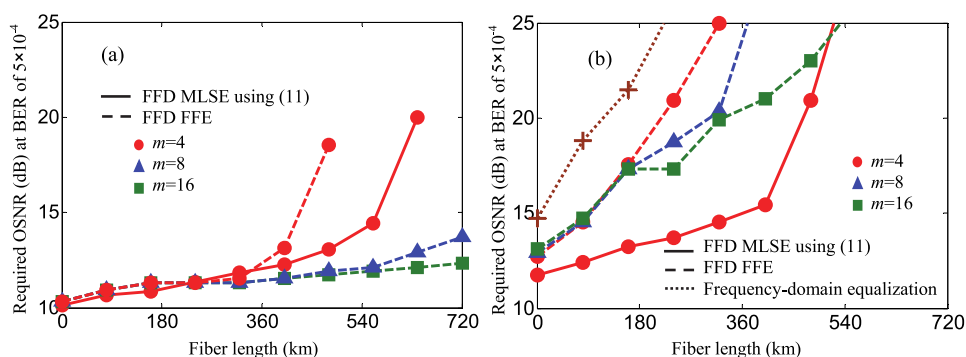 25
20
15
10
0
180
360
540
720
Required OSNR (dB) at BER of 5×10⁻⁴
Fiber length (km)
(a)
FFD MLSE using (11)
FFD FFE
m=4
m=8
m=16
25
20
15
10
0
180
360
540
720
Required OSNR (dB) at BER of 5×10⁻⁴
Fiber length (km)
(b)
m=4
m=8
m=16
FFD MLSE using (11)
FFD FFE
Frequency-domain equalization